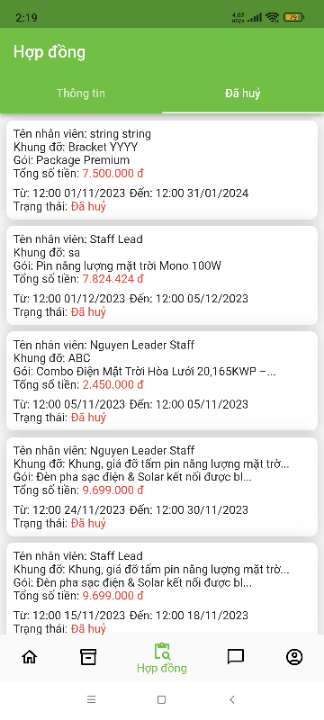 2:19
Hợp đồng
Thông tin
Đã huỷ
Tên nhân viên: string string
Khung đỡ: Bracket YYYY
Gói: Package Premium
Tổng số tiền: 7.500.000 đ
Từ: 12:00 01/11/2023 Đến: 12:00 31/01/2024
Trạng thái: Đã huỷ
Tên nhân viên: Staff Lead
Khung đỡ: sa
Gói: Pin năng lượng mặt trời Mono 100W
Tổng số tiền: 7.824.424 đ
Từ: 12:00 01/12/2023 Đến: 12:00 05/12/2023
Trạng thái: Đã huỷ
Tên nhân viên: Nguyen Leader Staff
Khung đỡ: ABC
Gói: Combo Điện Mặt Trời Hòa Lưới 20,165KWP –...
Tổng số tiền: 2.450.000 đ
Từ: 12:00 05/11/2023 Đến: 12:00 05/11/2023
Trạng thái: Đã huỷ
Tên nhân viên: Nguyen Leader Staff
Khung đỡ: Khung, giá đỡ tấm pin năng lượng mặt trờ...
Gói: Đèn pha sạc điện & Solar kết nối được bl...
Tổng số tiền: 9.699.000 đ
Từ: 12:00 24/11/2023 Đến: 12:00 30/11/2023
Trạng thái: Đã huỷ
Tên nhân viên: Staff Lead
Khung đỡ: Khung, giá đỡ tấm pin năng lượng mặt trờ...
Gói: Đèn pha sạc điện & Solar kết nối được bl...
Tổng số tiền: 9.699.000 đ
Từ: 12:00 15/11/2023 Đến: 12:00 18/11/2023
Trạng thái: Đã huỷ
Hợp đồng